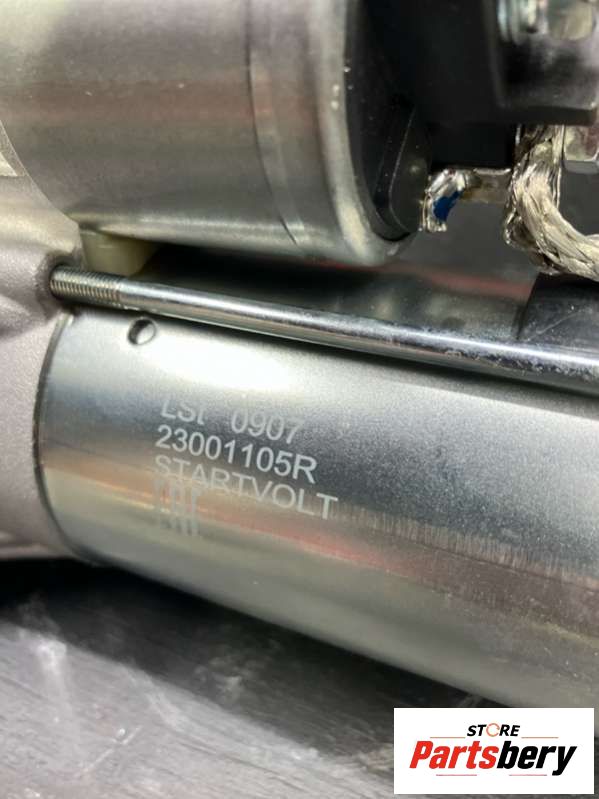 LSt 0907
23001105R
STARTVOLT
STORE
Partsbery